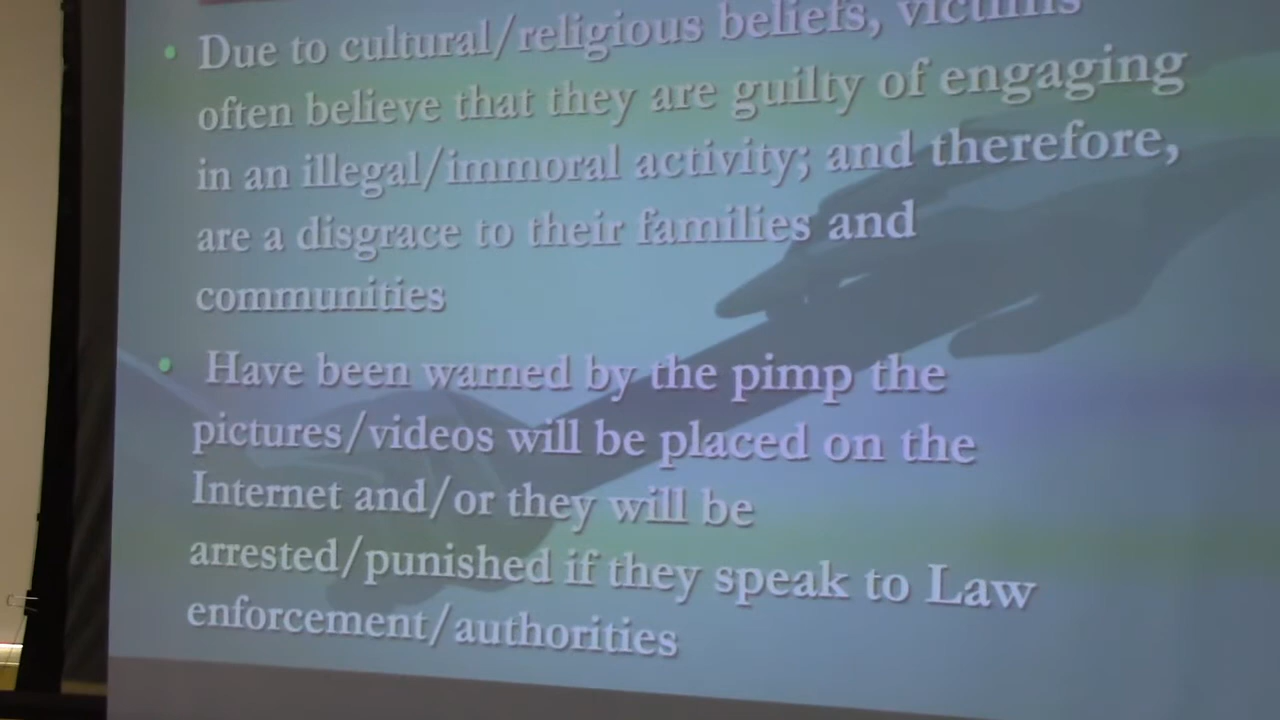 • Due to cultural/religious beliefs, victims
often believe that they are guilty of engaging
in an illegal/immoral activity; and therefore,
are a disgrace to their families and
communities
• Have been warned by the pimp the
pictures/videos will be placed on the
Internet and/or they will be
arrested/punished if they speak to Law
enforcement/authorities